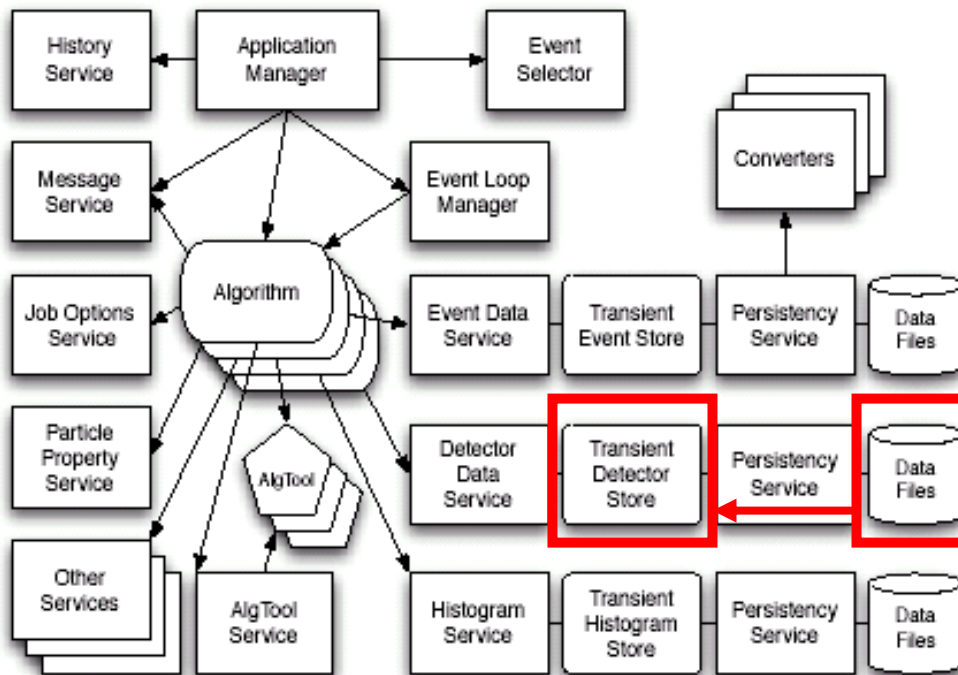 History
Service
Application
Manager
Event
Selector
Message
Service
Event Loop
Manager
Converters
Algorithm
Job Options
Service
Event Data
Service
Transient
Event Store
Persistency
Service
Data
Files
Particle
Property
Service
AlgTool
Detector
Data
Service
Transient
Detector
Store
Persistency
Service
Data
Files
Other
Services
AlgTool
Service
Histogram
Service
Transient
Histogram
Store
Persistency
Service
Data
Files